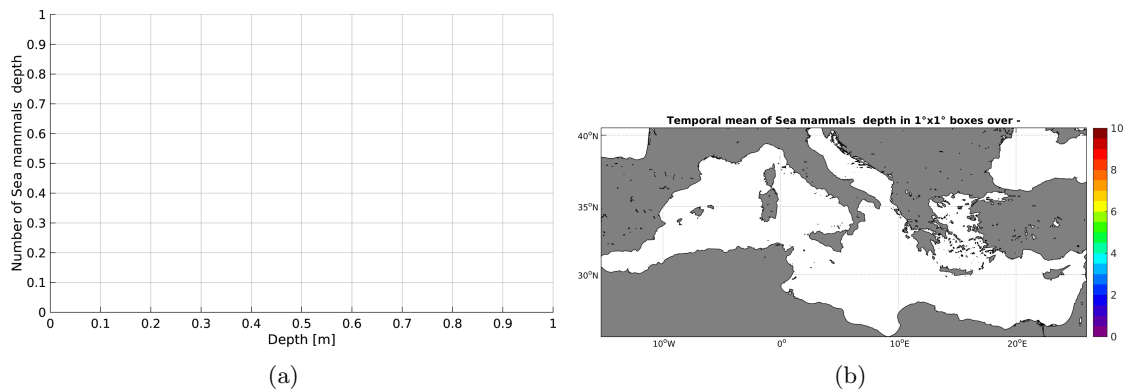 1
0.9
0.8
0.7
0.6
0.5
0.4
0.3
0.2
0.1
0
Number of Sea mammals  depth
0 0.1 0.2 0.3 0.4 0.5 0.6 0.7 0.8 0.9 1
Depth [m]
(a)
Temporal mean of Sea mammals  depth in 1°x1° boxes over -
40°N
35°N
30°N
10°W 0° 10°E 20°E
10
8
6
4
2
0
(b)